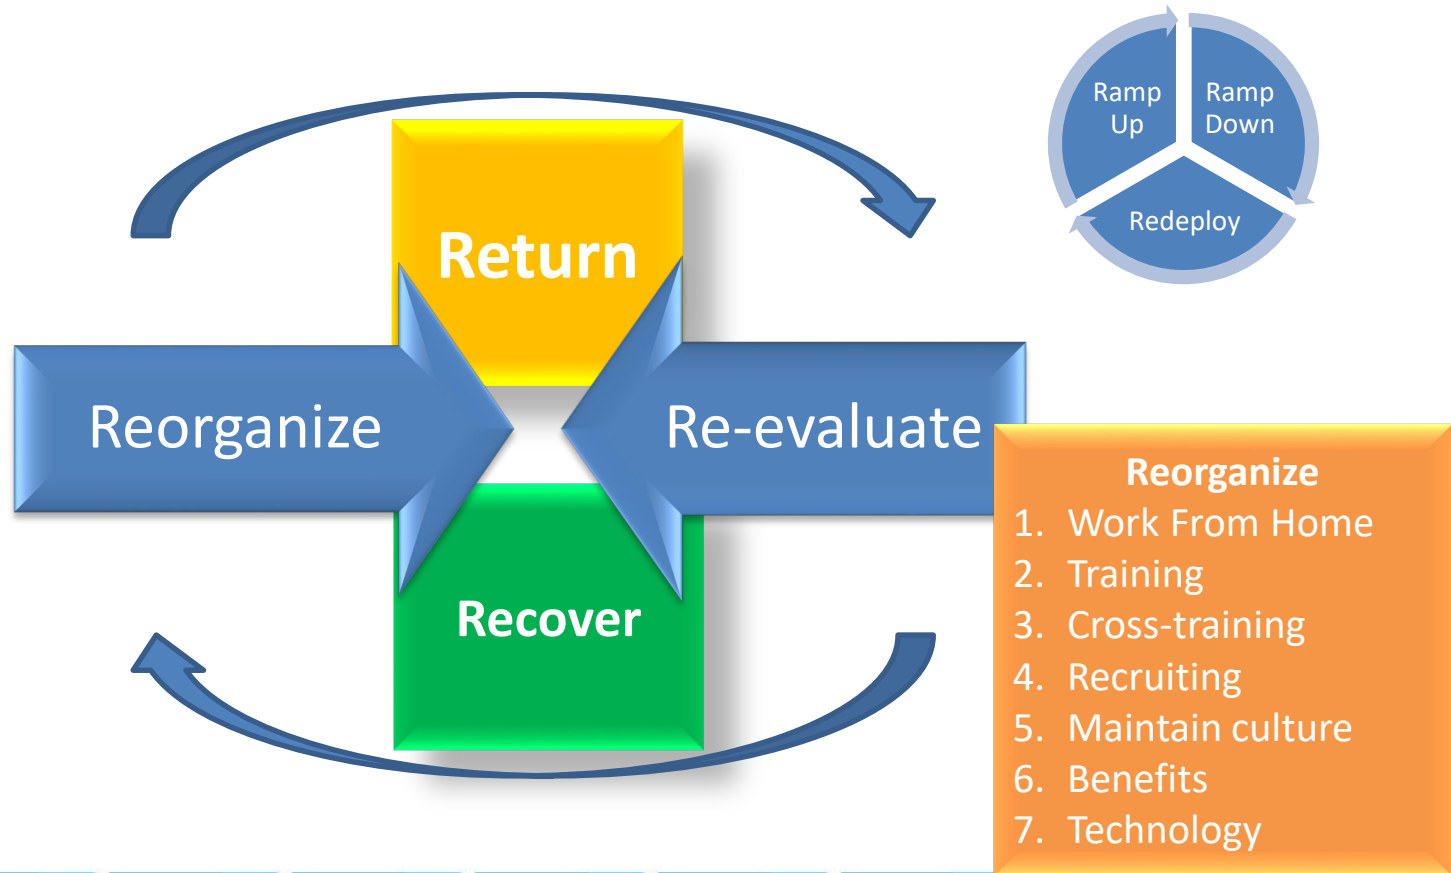 Ramp
Up
Ramp
Down
Redeploy
Return
Reorganize
Re-evaluate
Recover
Reorganize
1. Work From Home
2. Training
3. Cross-training
4. Recruiting
5. Maintain culture
6. Benefits
7. Technology